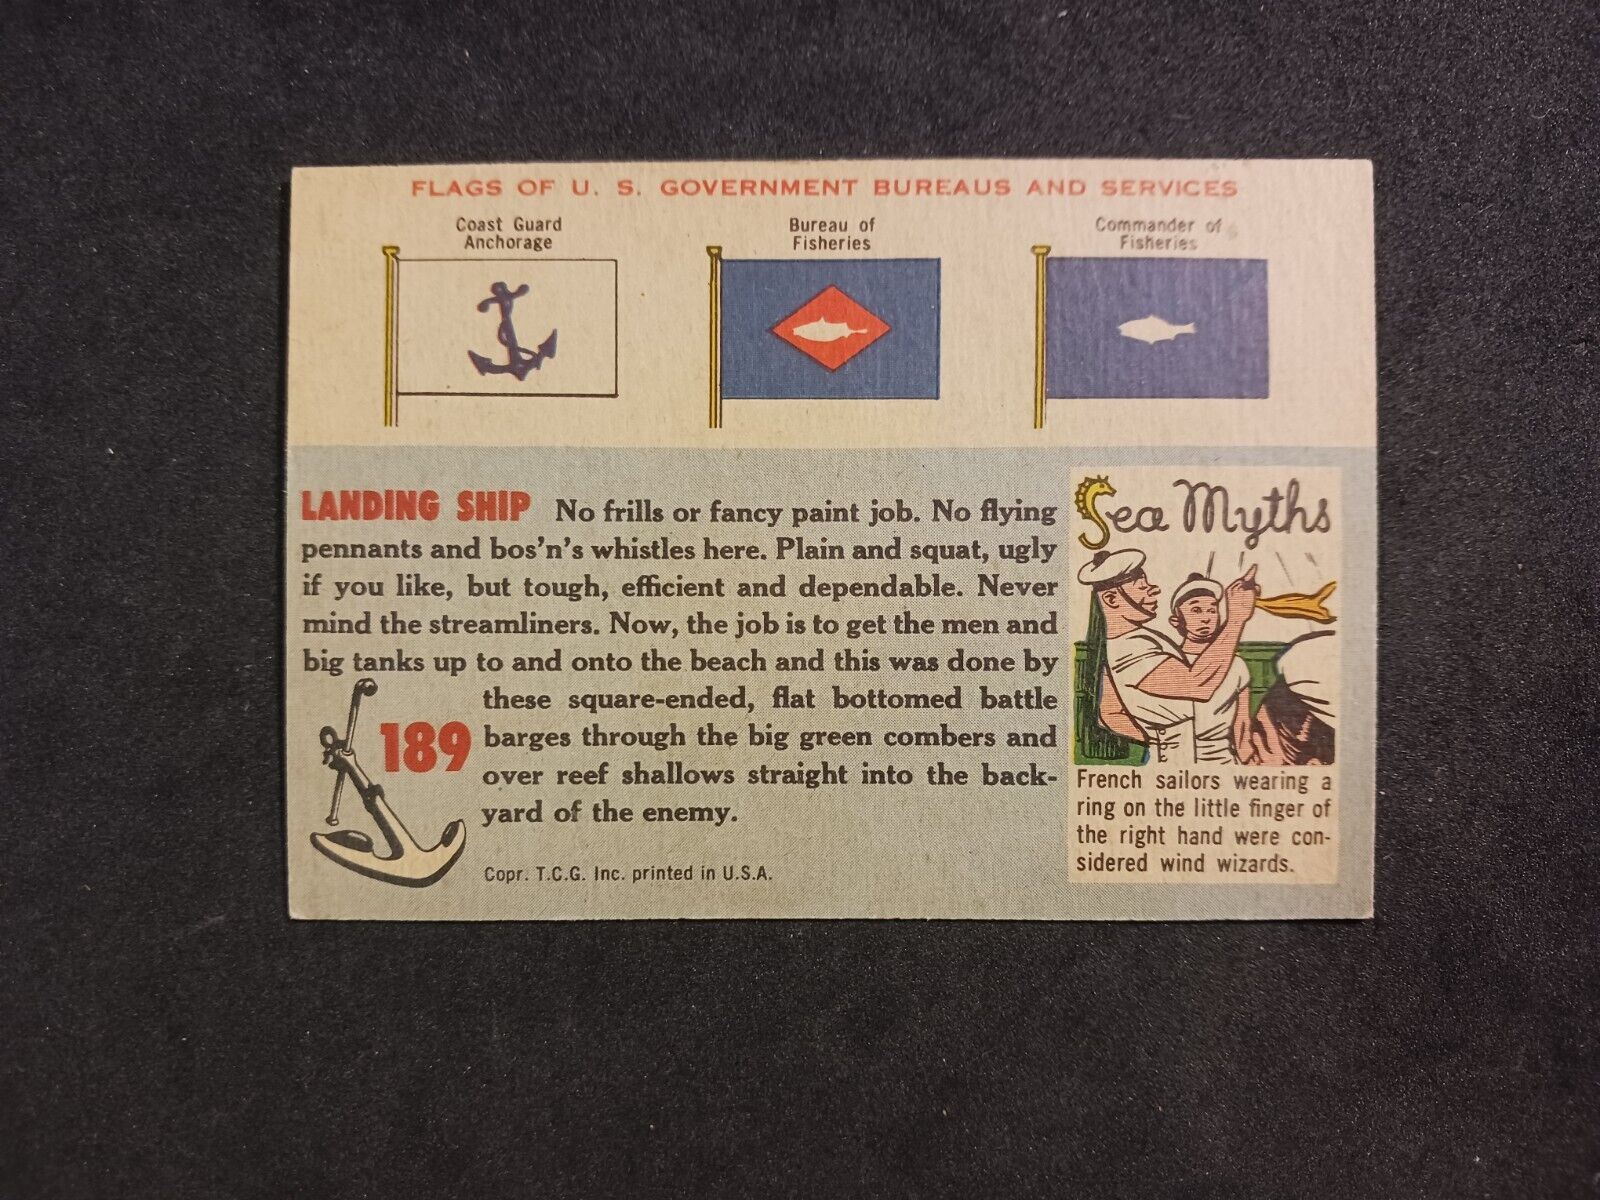 FLAGS OF U. S. GOVERNMENT BUREAUS AND SERVICES
Coast Guard
Anchorage
Bureau of
Fisheries
Commander of
Fisheries
LANDING SHIP No frills or fancy paint job. No flying
pennants and bos'n's whistles here. Plain and squat, ugly
if you like, but tough, efficient and dependable. Never
mind the streamliners. Now, the job is to get the men and
big tanks up to and onto the beach and this was done by
these square-ended, flat bottomed battle
barges through the big green combers and
over reef shallows straight into the back-
yard of the enemy.
189
Copr. T.C.G. Inc. printed in U.S.A.
Sea Myths
French sailors wearing a
ring on the little finger of
the right hand were con-
sidered wind wizards.